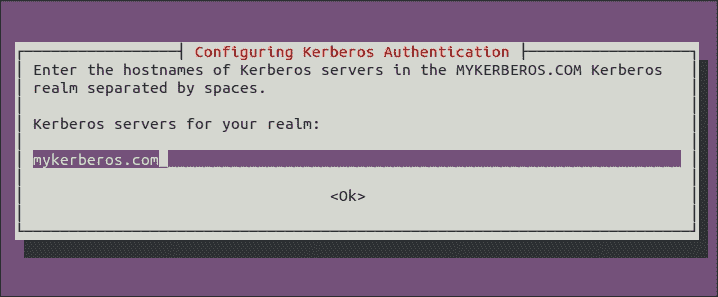 Configuring Kerberos Authentication
Enter the hostnames of Kerberos servers in the MYKERBEROS.COM Kerberos
realm separated by spaces.
Kerberos servers for your realm:
mykerberos.com
<Ok>